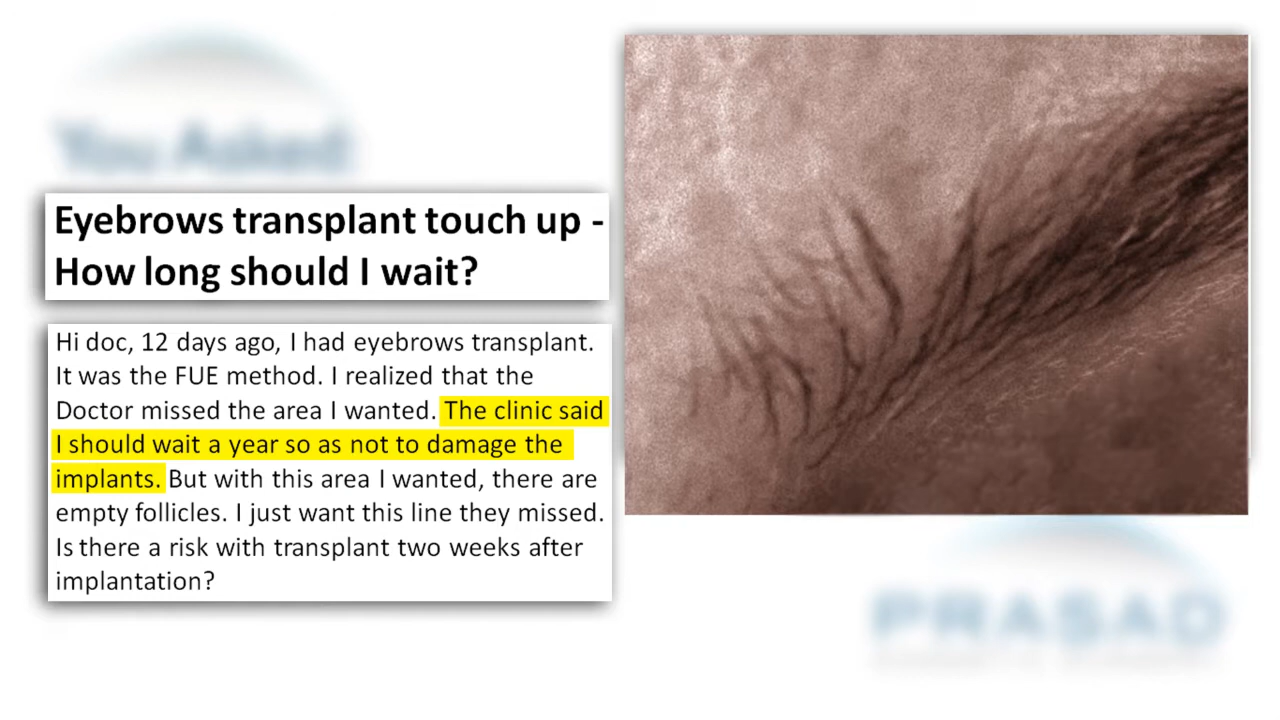 You Asked
Eyebrows transplant touch up -
How long should I wait?
Hi doc, 12 days ago, I had eyebrows transplant.
It was the FUE method. I realized that the
Doctor missed the area I wanted. The clinic said
I should wait a year so as not to damage the
implants. But with this area I wanted, there are
empty follicles. I just want this line they missed.
Is there a risk with transplant two weeks after
implantation?
PRASAD